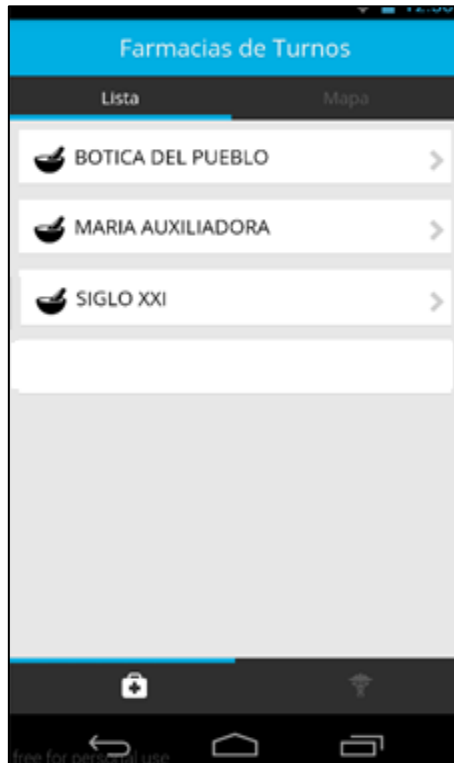 Farmacias de Turnos
Lista
Mapa
BOTICA DEL PUEBLO
MARIA AUXILIADORA
SIGLO XXI
free for personal use